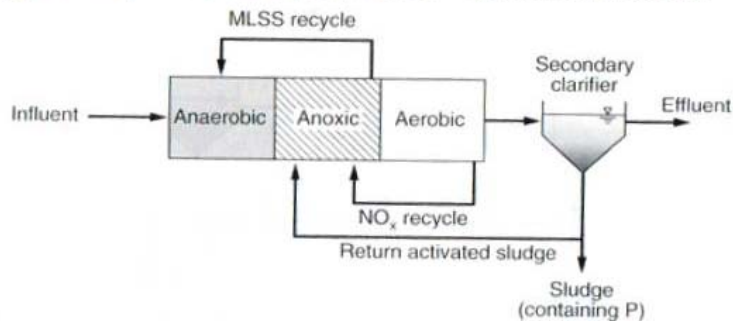 MLSS recycle
Secondary
clarifier
Influent
Anaerobic
Anoxic
Aerobic
Effluent
NOx recycle
Return activated sludge
Sludge
(containing P)